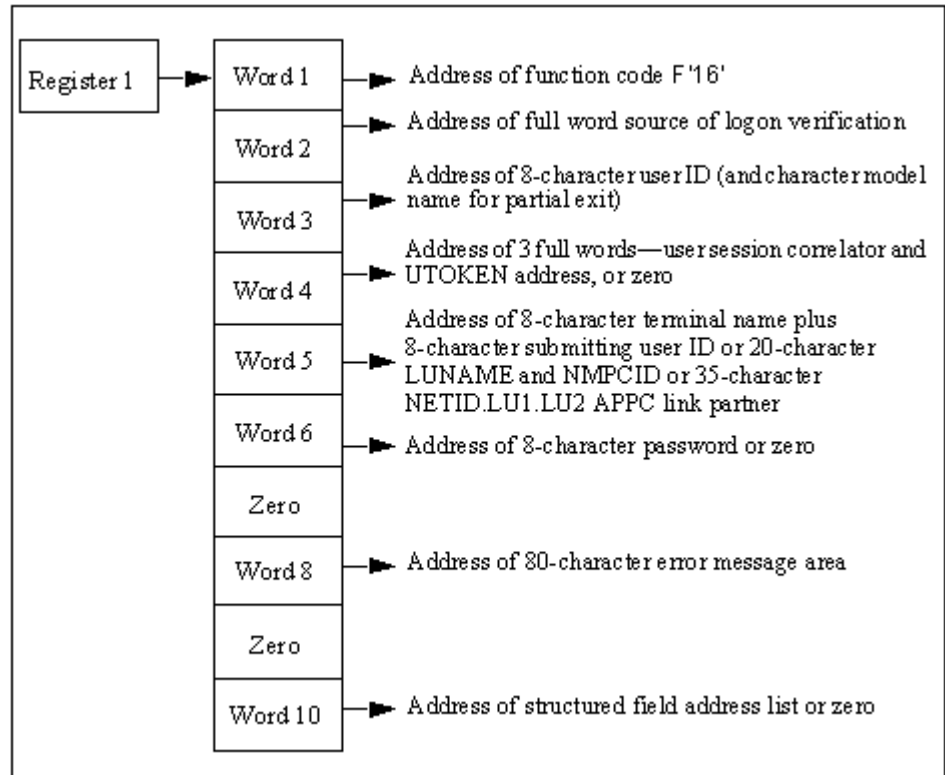 Register 1
Word 1
Address of function code F'16'
Word 2
Address of full word source of logon verification
Word 3
Address of 8-character user ID (and character model
name for partial exit)
Word 4
Address of 3 full words—user session correlator and
UTOKEN address, or zero
Word 5
Address of 8-character terminal name plus
8-character submitting user ID or 20-character
LUNAME and NMPCID or 35-character
NETID.LU1.LU2 APPC link partner
Word 6
Address of 8-character password or zero
Zero
Word 8
Address of 80-character error message area
Zero
Word 10
Address of structured field address list or zero